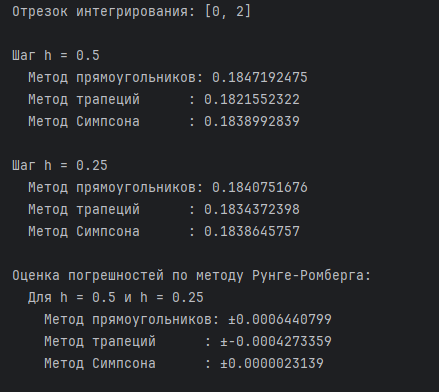 Отрезок интегрирования: [0, 2]
Шаг h = 0.5
Метод прямоугольников: 0.1847192475
Метод трапеций : 0.1821552322
Метод Симпсона : 0.1838992839
Шаг h = 0.25
Метод прямоугольников: 0.1840751676
Метод трапеций : 0.1834372398
Метод Симпсона : 0.1838645757
Оценка погрешностей по методу Рунге-Ромберга:
Для h = 0.5 и h = 0.25
Метод прямоугольников: ±0.0006440799
Метод трапеций : ±-0.0004273359
Метод Симпсона : ±0.0000023139